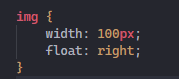 img {
    width: 100px;
    float: right;
}